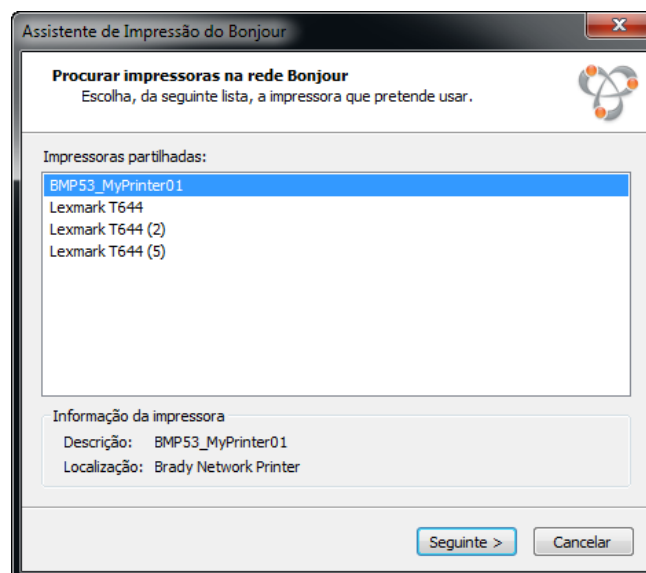 Assistente de Impressão do Bonjour
Procurar impressoras na rede Bonjour
Escolha, da seguinte lista, a impressora que pretende usar.
Impressoras partilhadas:
BMP53_MyPrinter01
Lexmark T644
Lexmark T644 (2)
Lexmark T644 (5)
Informação da impressora
Descrição: BMP53_MyPrinter01
Localização: Brady Network Printer
Seguinte > Cancelar